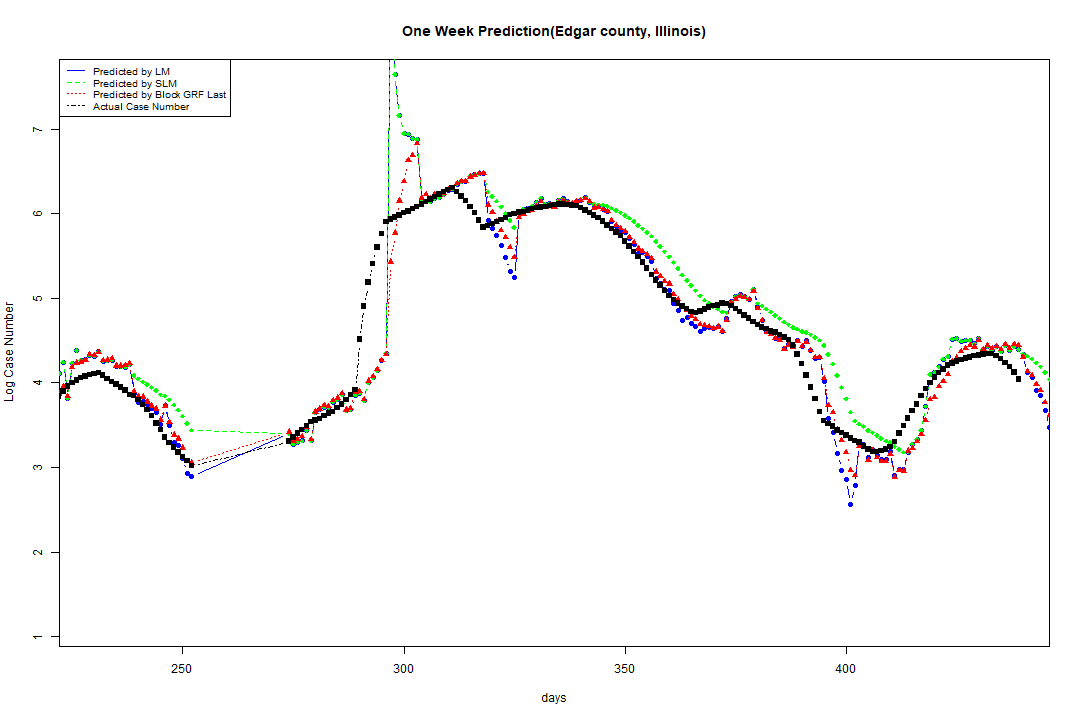 One Week Prediction(Edgar county, Illinois)
Predicted by LM
Predicted by SLM
Predicted by Block GRF Last
Actual Case Number
Log Case Number
7
6
5
4
3
2
1
250
300
350
400
days